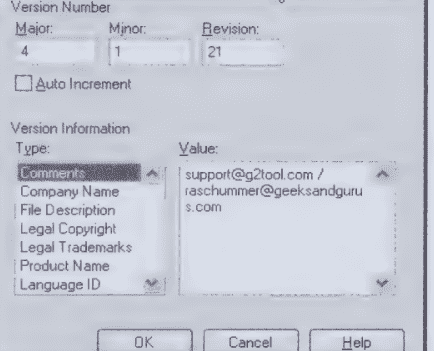 Version Number
Major: Minor: Revision:
4 1 21
Auto Increment
Version Information
Type: Value:
Comments
Company Name
File Description
Legal Copyright
Legal Trademarks
Product Name
Language ID
support@g2tool.com /
raschummer@geeksandguru
s.com
OK Cancel Help